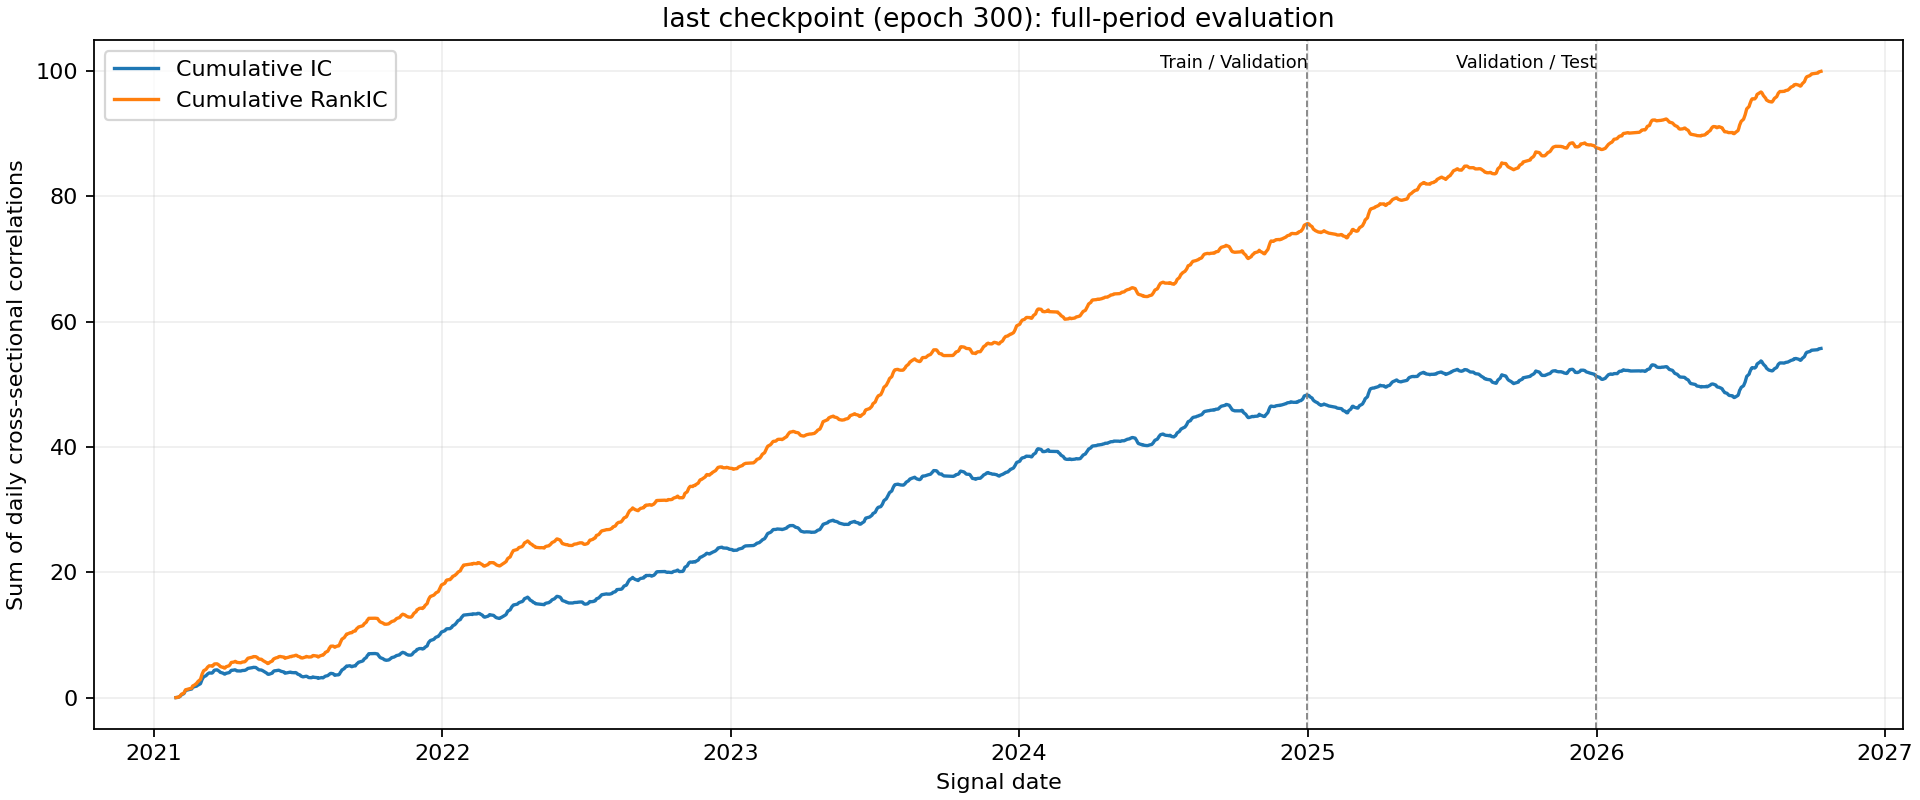 last checkpoint (epoch 300): full-period evaluation
Cumulative IC
Cumulative RankIC
Train / Validation
Validation / Test
100
80
60
40
20
0
Sum of daily cross-sectional correlations
2021
2022
2023
2024
2025
2026
2027
Signal date